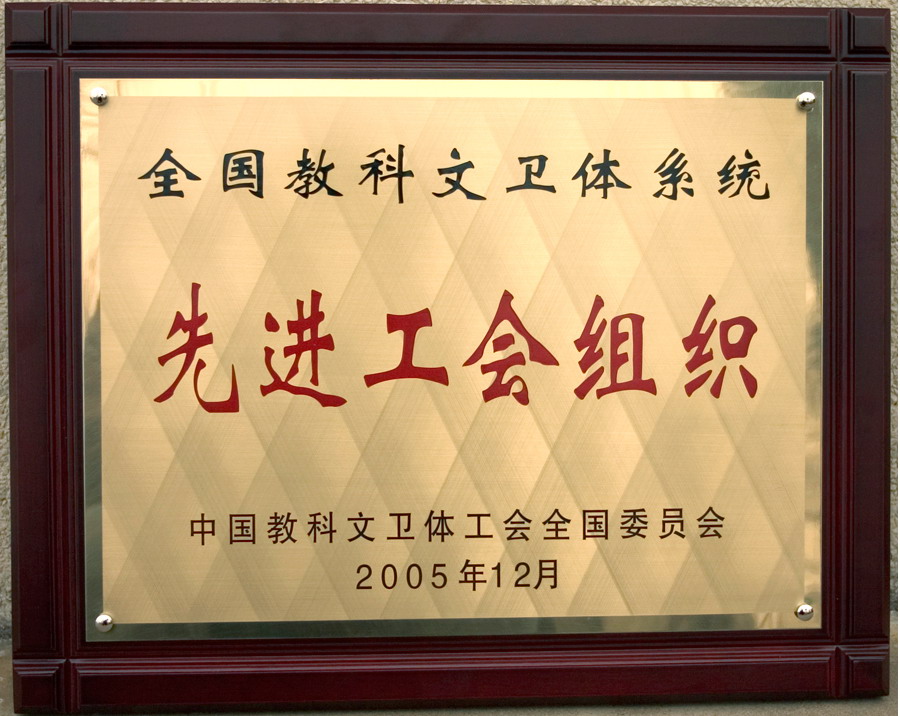 全国教科文卫体系统
先进工会组织
中国教科文卫体工会全国委员会
2005年12月